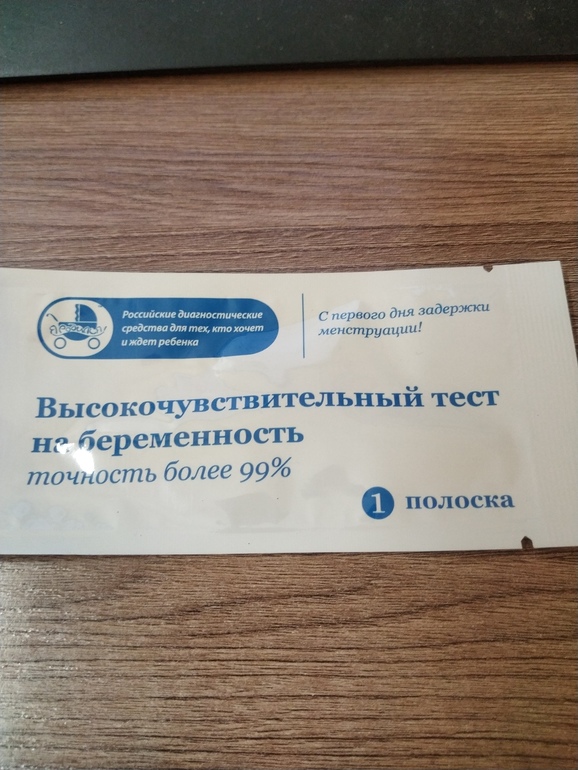 Российские диагностические
средства для тех, кто хочет
и ждет ребенка
С первого дня задержки
менструации!
Высокочувствительный тест
на беременность
точность более 99%
1 полоска